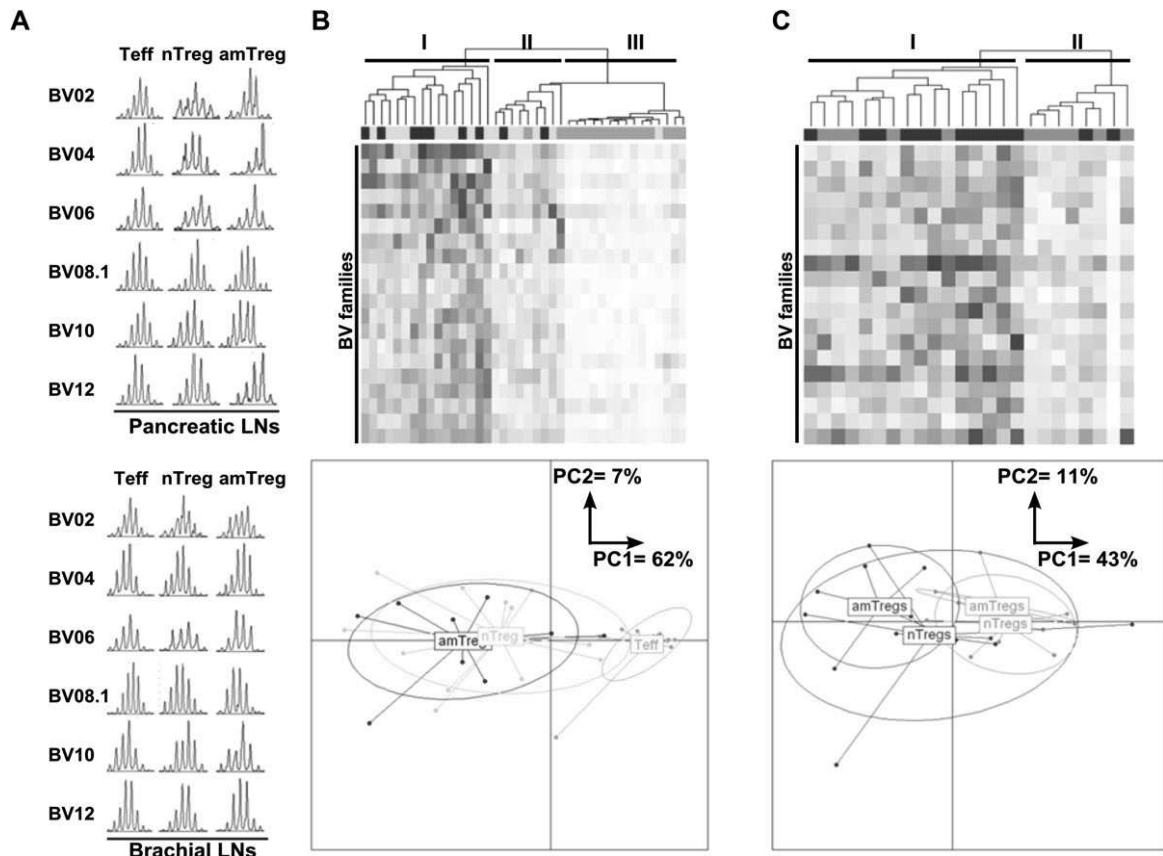 A
Teff nTreg amTreg
BV02
BV04
BV06
BV08.1
BV10
BV12
Pancreatic LNs
Teff nTreg amTreg
BV02
BV04
BV06
BV08.1
BV10
BV12
Brachial LNs
B
I II III
BV families
PC2= 7%
PC1= 62%
amTreg
nTreg
Teff
C
I II
BV families
PC2= 11%
PC1= 43%
amTregs amTregs
nTregs nTregs